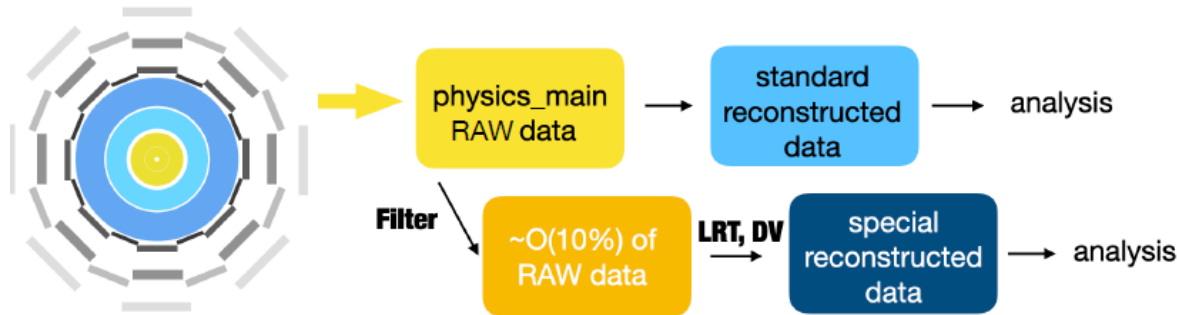 physics_main
RAW data
standard
reconstructed
data
analysis
Filter
~O(10%) of
RAW data
LRT, DV
special
reconstructed
data
analysis